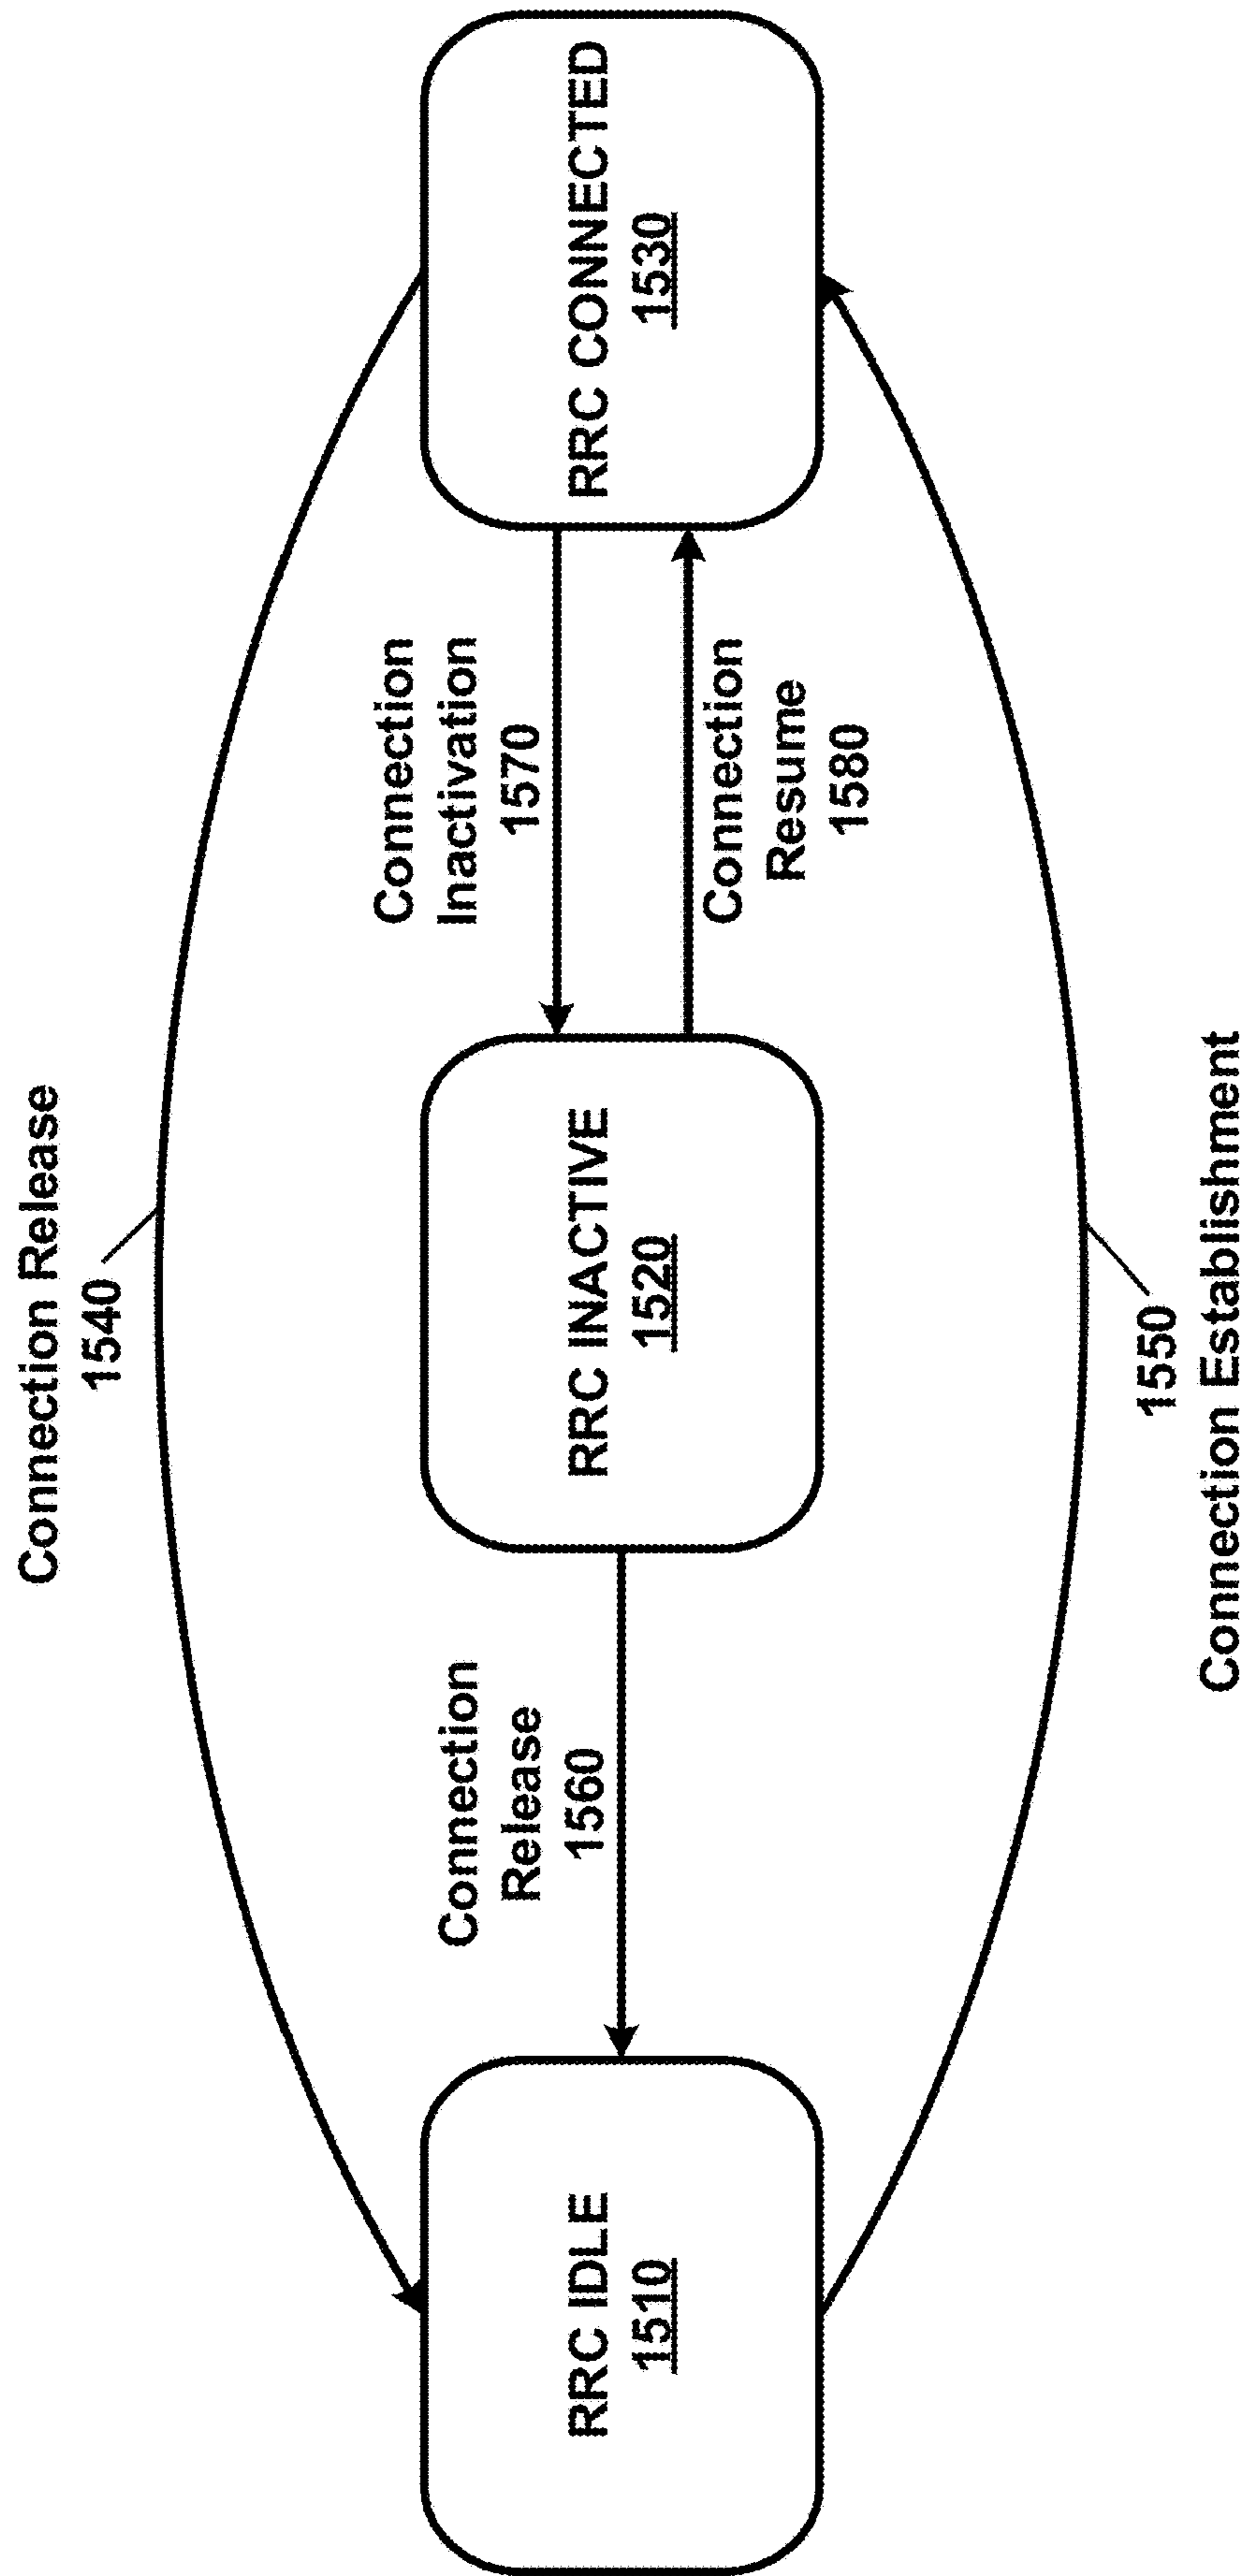 Connection Release
1540
RRC IDLE
1510
Connection
Release
1560
RRC INACTIVE
1520
Connection
Inactivation
1570
Connection
Resume
1580
RRC CONNECTED
1530
1550
Connection Establishment